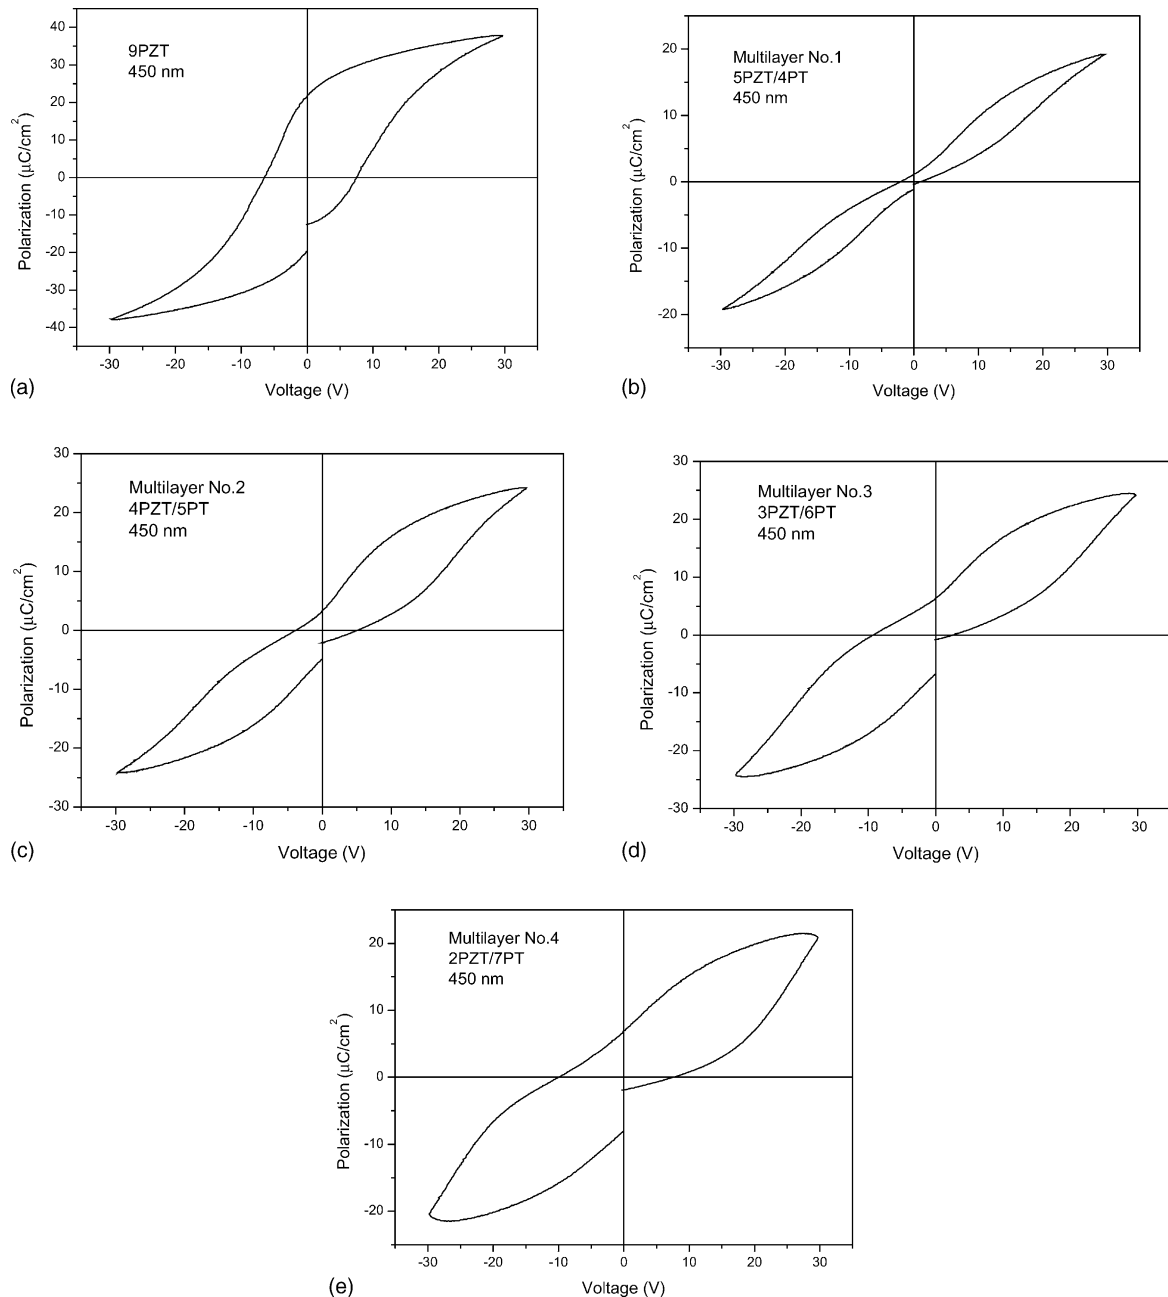 9PZT
450 nm
Polarization (μC/cm²)
40
30
20
10
0
-10
-20
-30
-40
-30
-20
-10
0
10
20
30
Voltage (V)
(a)
Multilayer No.1
5PZT/4PT
450 nm
Polarization (μC/cm²)
20
10
0
-10
-20
-30
-20
-10
0
10
20
30
Voltage (V)
(b)
Multilayer No.2
4PZT/5PT
450 nm
Polarization (μC/cm²)
30
20
10
0
-10
-20
-30
-30
-20
-10
0
10
20
30
Voltage (V)
(c)
Multilayer No.3
3PZT/6PT
450 nm
Polarization (μC/cm²)
30
20
10
0
-10
-20
-30
-30
-20
-10
0
10
20
30
Voltage (V)
(d)
Multilayer No.4
2PZT/7PT
450 nm
Polarization (μC/cm²)
20
10
0
-10
-20
-30
-20
-10
0
10
20
30
Voltage (V)
(e)